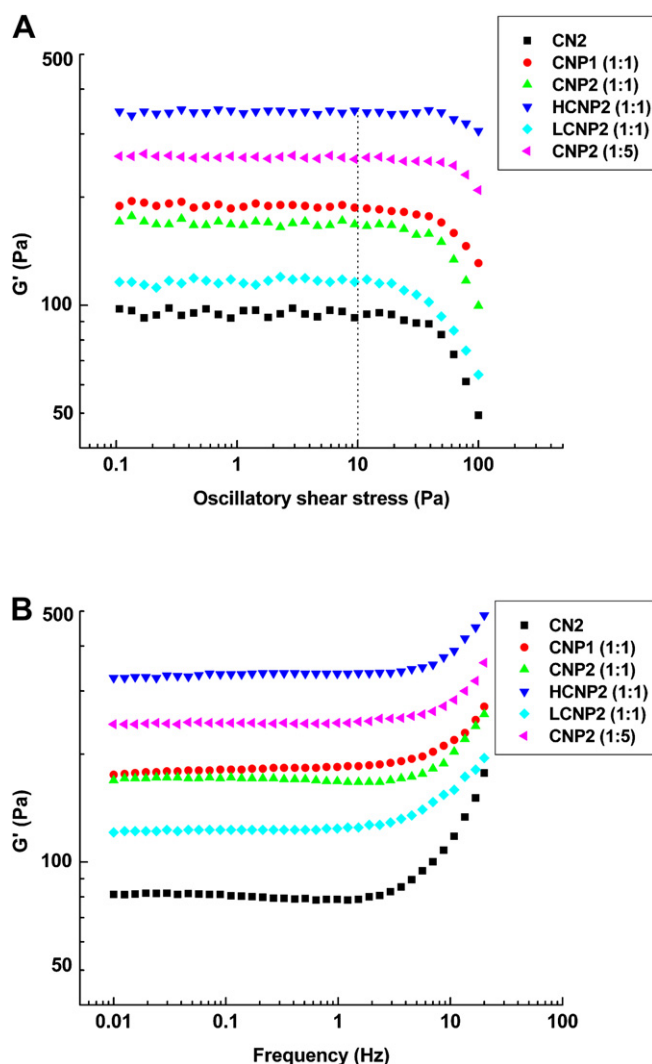 A
500
100
50
G' (Pa)
0.1 1 10 100
Oscillatory shear stress (Pa)
CN2
CNP1 (1:1)
CNP2 (1:1)
HCNP2 (1:1)
LCNP2 (1:1)
CNP2 (1:5)
B
500
100
50
G' (Pa)
0.01 0.1 1 10 100
Frequency (Hz)
CN2
CNP1 (1:1)
CNP2 (1:1)
HCNP2 (1:1)
LCNP2 (1:1)
CNP2 (1:5)